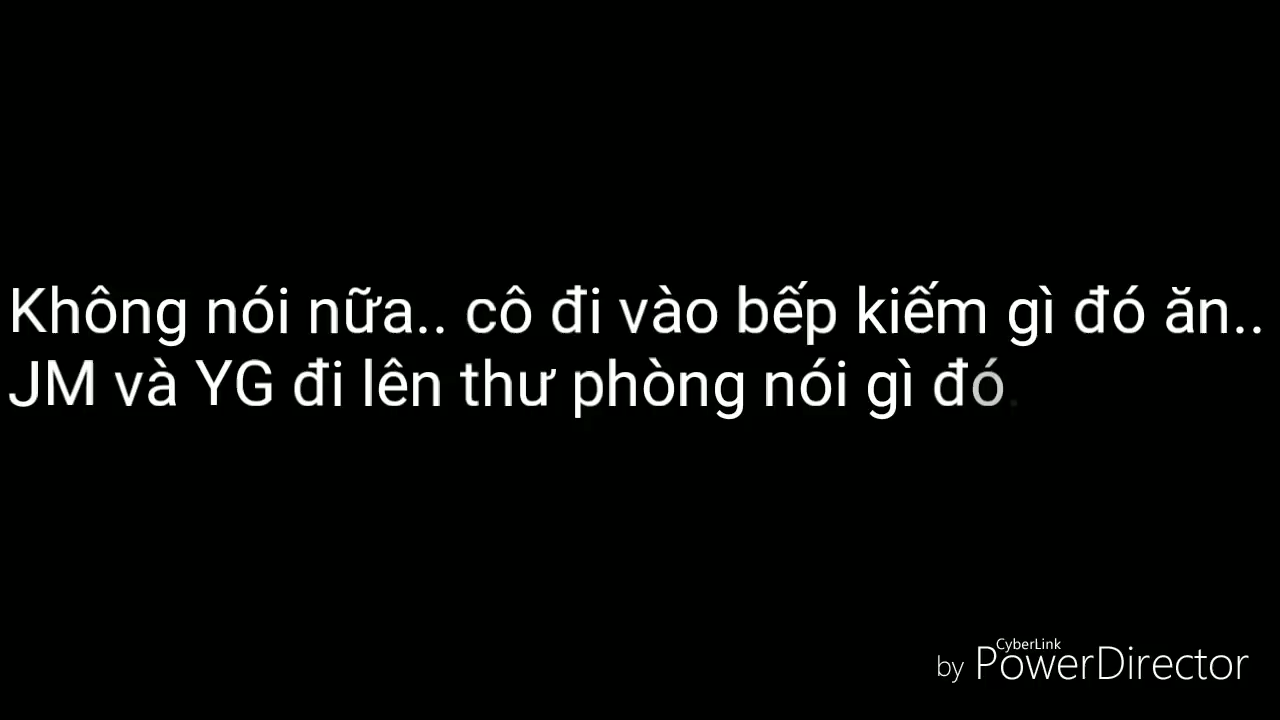 Không nói nữa.. cô đi vào bếp kiếm gì đó ăn..
JM và YG đi lên thư phòng nói gì đó.
CyberLink
by PowerDirector